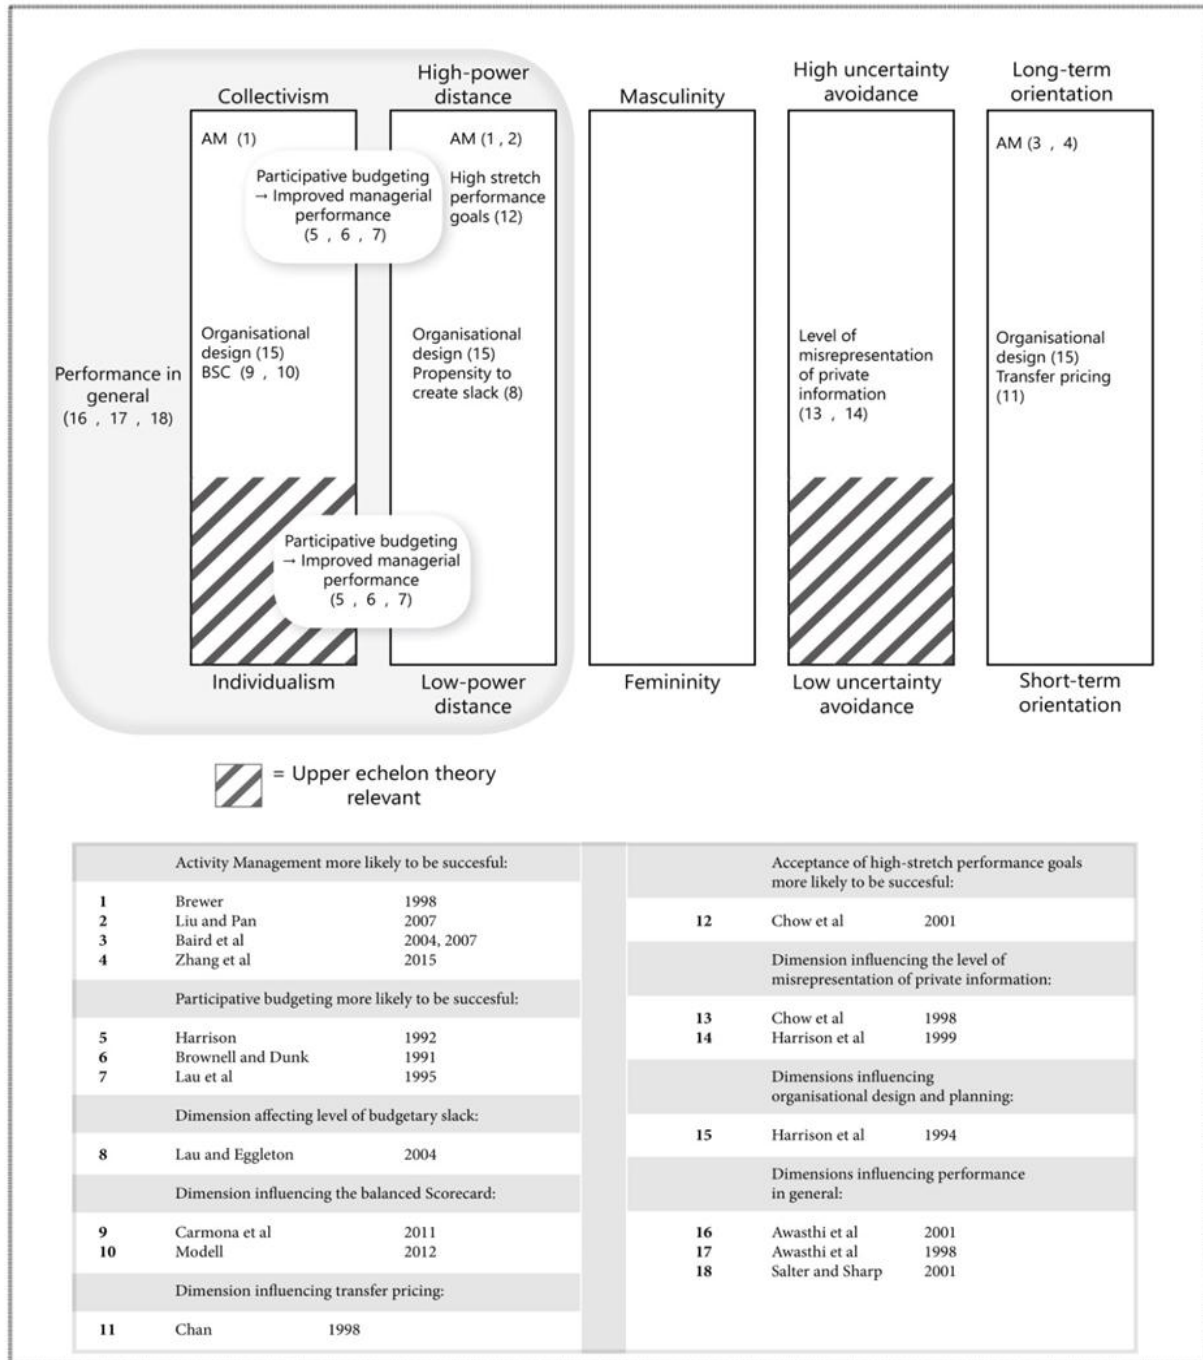 Collectivism
High-power
distance
Masculinity
High uncertainty
avoidance
Long-term
orientation
AM (1)
AM (1 , 2)
AM (3 , 4)
Participative budgeting
→ Improved managerial
performance
(5 , 6 , 7)
High stretch
performance
goals (12)
Performance in
general
(16 , 17 , 18)
Organisational
design (15)
BSC (9 , 10)
Organisational
design (15)
Propensity to
create slack (8)
Level of
misrepresentation
of private
information
(13 , 14)
Organisational
design (15)
Transfer pricing
(11)
Participative budgeting
→ Improved managerial
performance
(5 , 6 , 7)
Individualism
Low-power
distance
Femininity
Low uncertainty
avoidance
Short-term
orientation
= Upper echelon theory
relevant
Activity Management more likely to be succesful:
1 Brewer 1998
2 Liu and Pan 2007
3 Baird et al 2004, 2007
4 Zhang et al 2015
Participative budgeting more likely to be succesful:
5 Harrison 1992
6 Brownell and Dunk 1991
7 Lau et al 1995
Dimension affecting level of budgetary slack:
8 Lau and Eggleton 2004
Dimension influencing the balanced Scorecard:
9 Carmona et al 2011
10 Modell 2012
Dimension influencing transfer pricing:
11 Chan 1998
Acceptance of high-stretch performance goals
more likely to be succesful:
12 Chow et al 2001
Dimension influencing the level of
misrepresentation of private information:
13 Chow et al 1998
14 Harrison et al 1999
Dimensions influencing
organisational design and planning:
15 Harrison et al 1994
Dimensions influencing performance
in general:
16 Awasthi et al 2001
17 Awasthi et al 1998
18 Salter and Sharp 2001